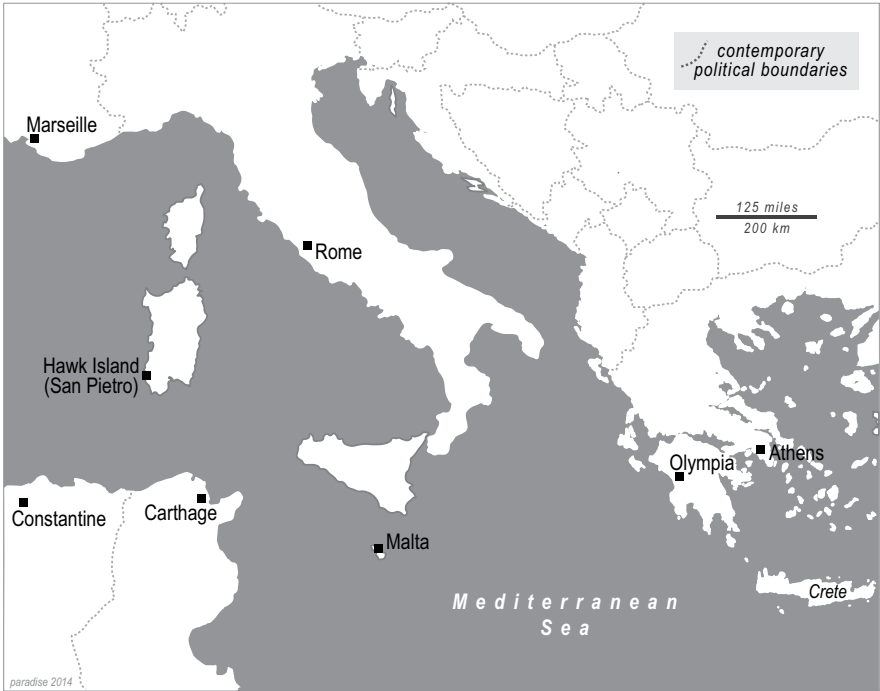 contemporary
political boundaries
Marseille
125 miles
200 km
Rome
Hawk Island
(San Pietro)
Athens
Olympia
Constantine
Carthage
Malta
Crete
Mediterranean
Sea
paradise 2014